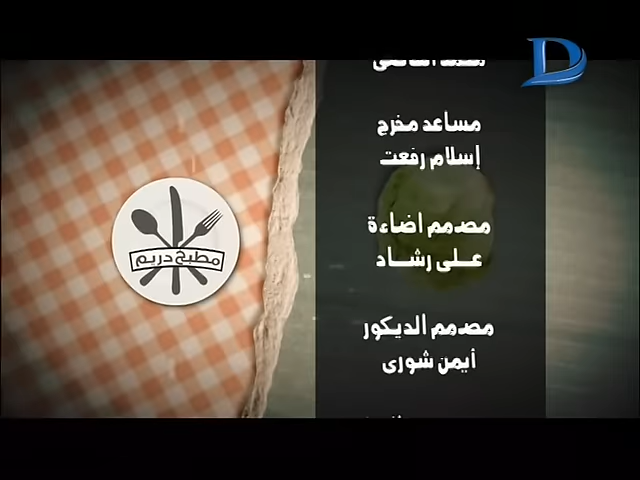 مساعد مخرج
إسلام رفعت
مصمم اضاءة
على رشاد
مصمم الديكور
أيمن شورى
مطبخ دريم
D